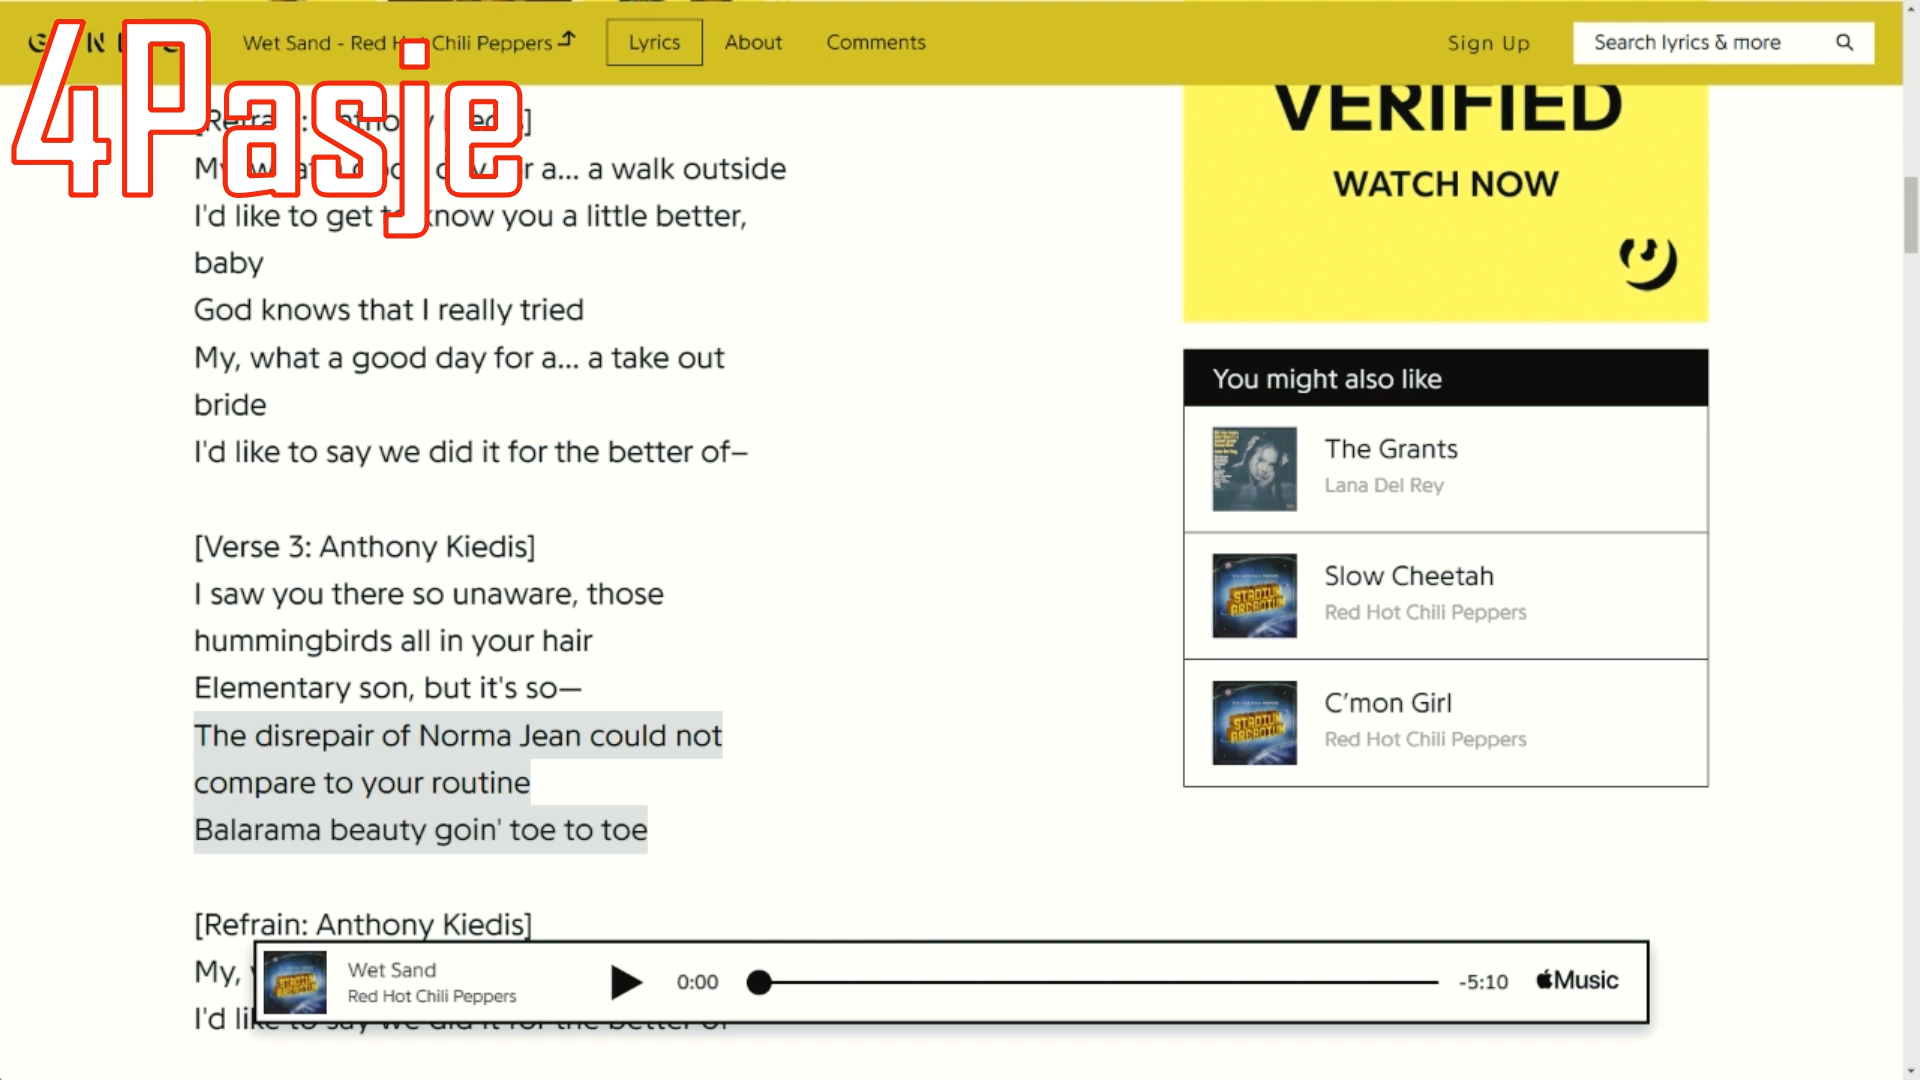 4Pasje
Wet Sand - Red Hot Chili Peppers
Lyrics
About
Comments
Sign Up
Search lyrics & more
a... a walk outside
I'd like to get to know you a little better,
baby
God knows that I really tried
My, what a good day for a... a take out
bride
I'd like to say we did it for the better of–
[Verse 3: Anthony Kiedis]
I saw you there so unaware, those
hummingbirds all in your hair
Elementary son, but it's so—
The disrepair of Norma Jean could not
compare to your routine
Balarama beauty goin' toe to toe
[Refrain: Anthony Kiedis]
My,
I'd
VERIFIED
WATCH NOW
You might also like
The Grants
Lana Del Rey
Slow Cheetah
Red Hot Chili Peppers
C'mon Girl
Red Hot Chili Peppers
Wet Sand
Red Hot Chili Peppers
0:00
-5:10
Music